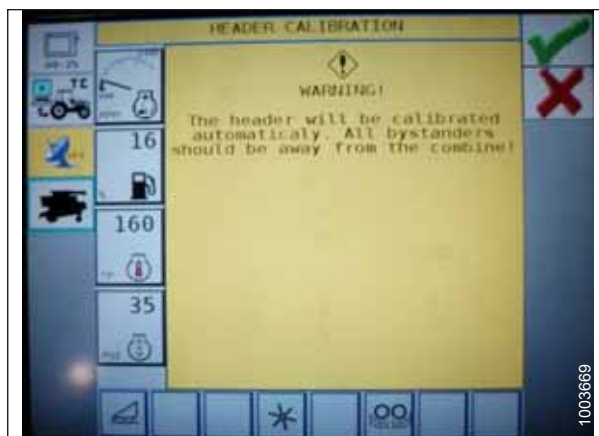 HEADER CALIBRATION
WARNING!
The header will be calibrated
automaticaly. All bystanders
should be away from the combine!
TC
16
160
35
1003669